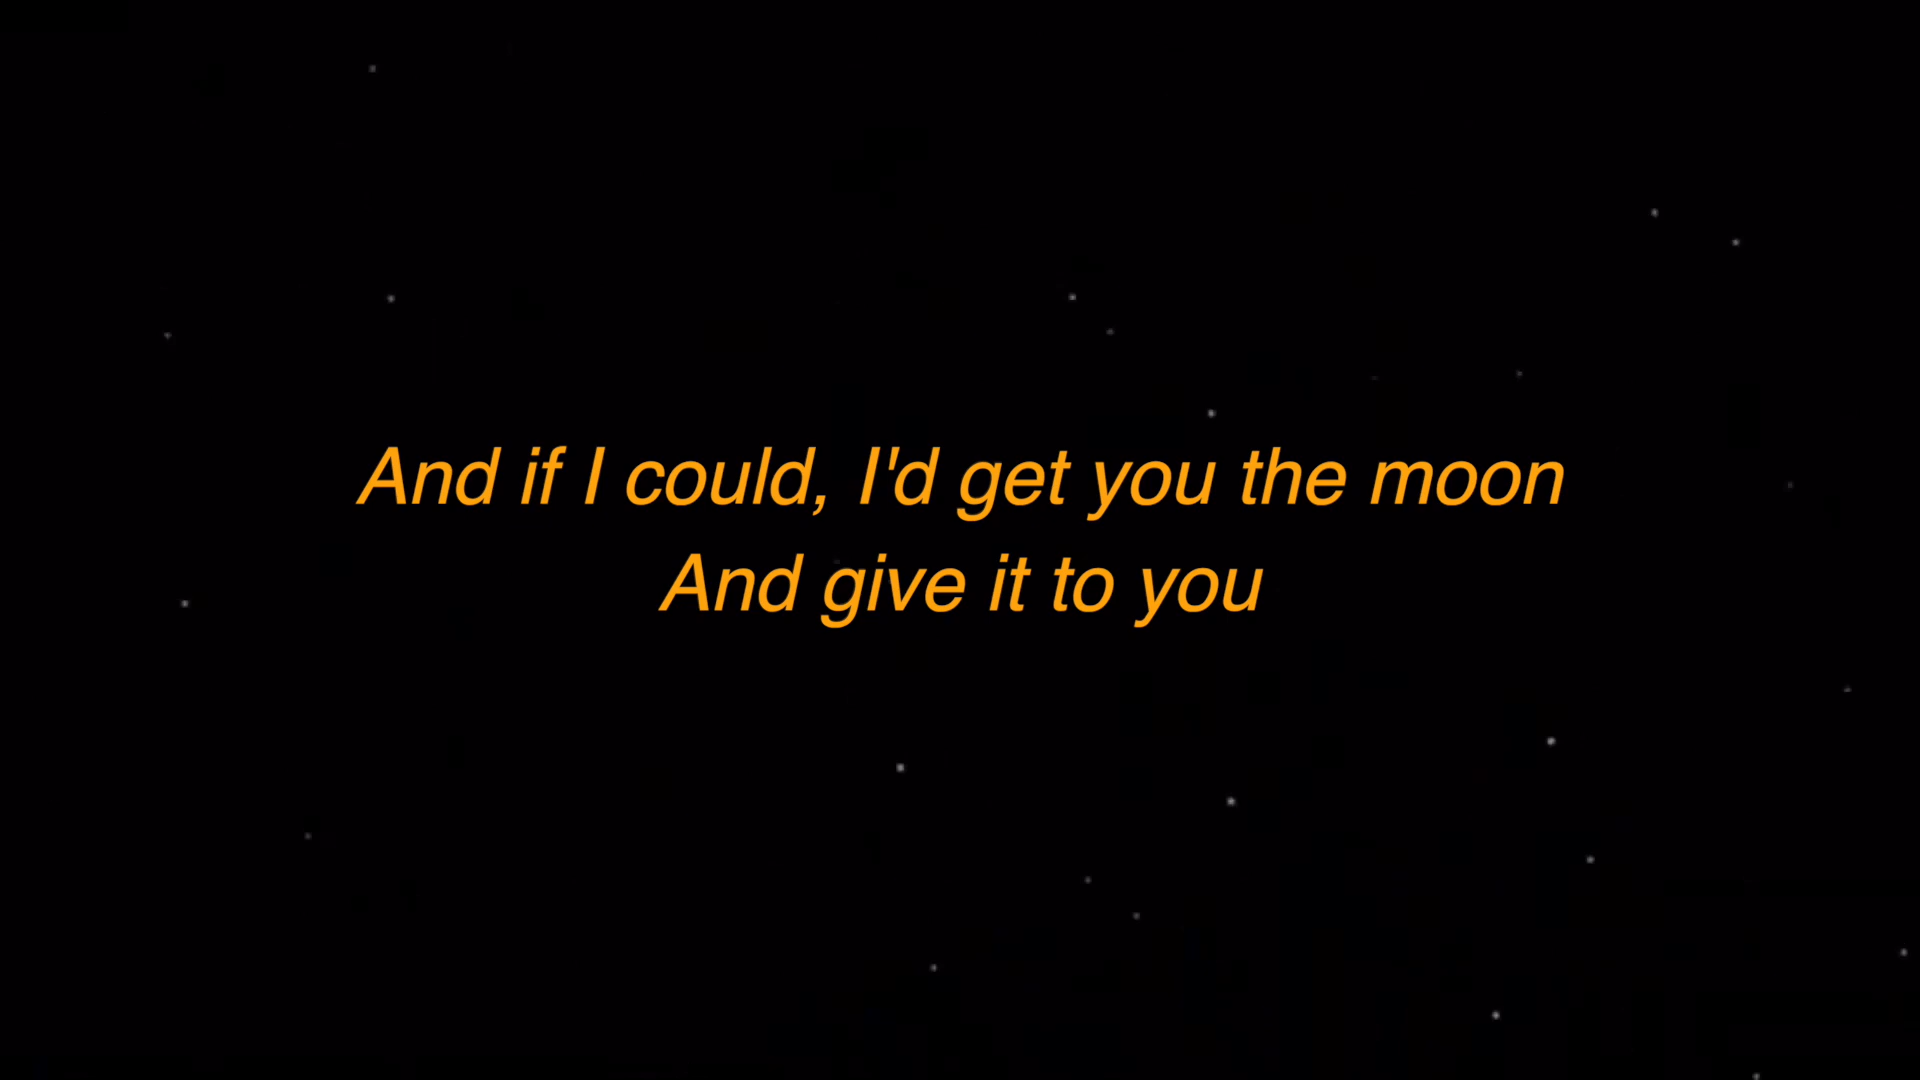 And if I could, I'd get you the moon
And give it to you